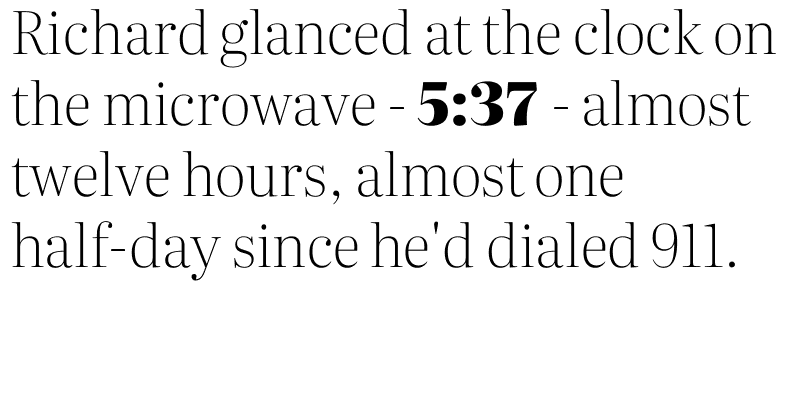 Richard glanced at the clock on
the microwave - 5:37 - almost
twelve hours, almost one
half-day since he'd dialed 911.